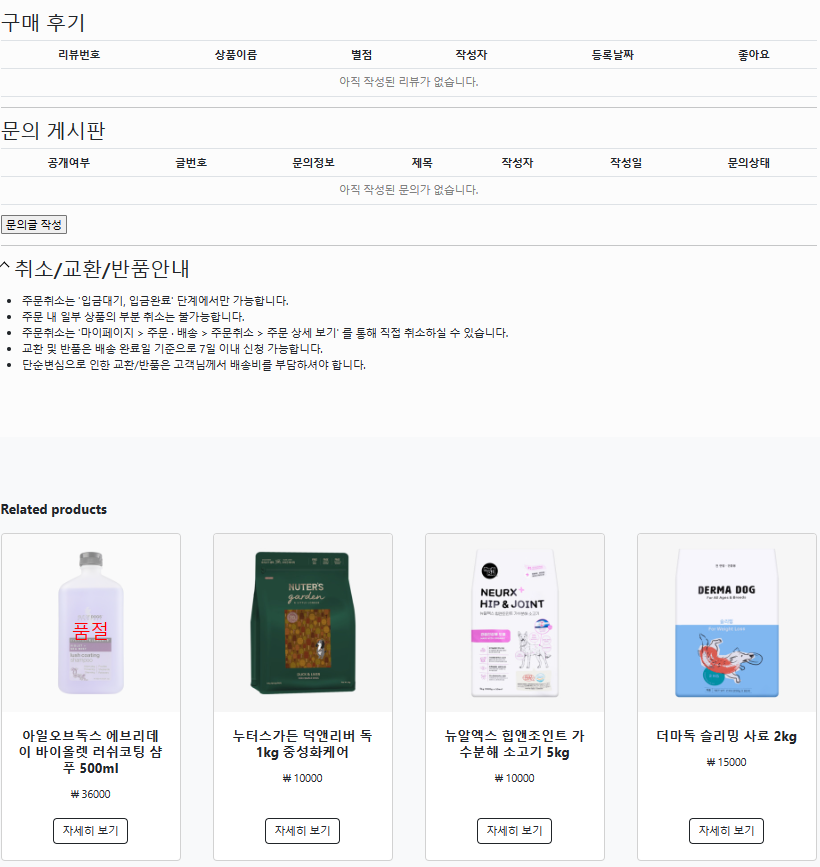 구매 후기
리뷰번호 상품이름 별점 작성자 등록날짜 좋아요
아직 작성된 리뷰가 없습니다.
문의 게시판
공개여부 글번호 문의정보 제목 작성자 작성일 문의상태
아직 작성된 문의가 없습니다.
문의글 작성
취소/교환/반품안내
주문취소는 '입금대기, 입금완료' 단계에서만 가능합니다.
주문 내 일부 상품의 부분 취소는 불가능합니다.
주문취소는 '마이페이지 > 주문 · 배송 > 주문취소 > 주문 상세 보기' 를 통해 직접 취소하실 수 있습니다.
교환 및 반품은 배송 완료일 기준으로 7일 이내 신청 가능합니다.
단순변심으로 인한 교환/반품은 고객님께서 배송비를 부담하셔야 합니다.
Related products
품절
lush coating
NUTER'S
garden
NEURX+
HIP & JOINT
DERMA DOG
아일오브독스 에브리데
이 바이올렛 러쉬코팅 샴
푸 500ml
₩ 36000
자세히 보기
누터스가든 덕앤리버 독
1kg 중성화케어
₩ 10000
자세히 보기
뉴알엑스 힙앤조인트 가
수분해 소고기 5kg
₩ 10000
자세히 보기
더마독 슬리밍 사료 2kg
₩ 15000
자세히 보기